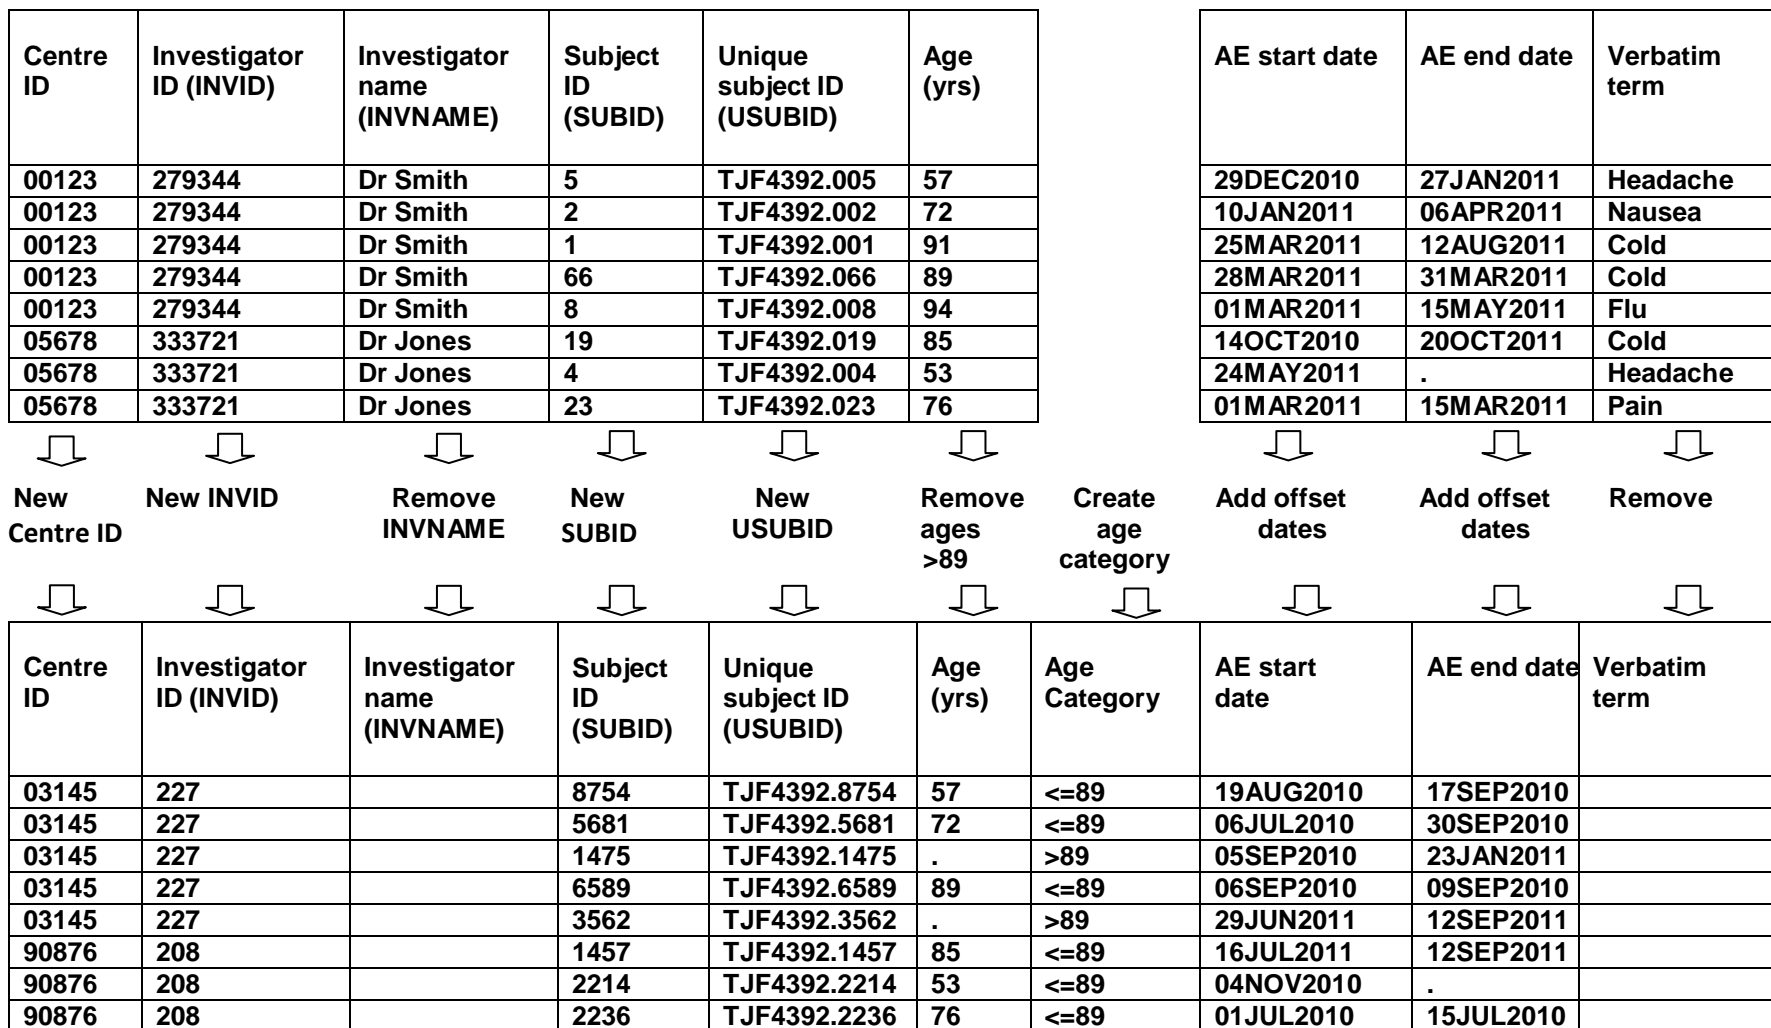 Centre ID | Investigator ID (INVID) | Investigator name (INVNAME) | Subject ID (SUBID) | Unique subject ID (USUBID) | Age (yrs) | AE start date | AE end date | Verbatim term
00123 279344 Dr Smith 5 TJF4392.005 57 29DEC2010 27JAN2011 Headache
00123 279344 Dr Smith 2 TJF4392.002 72 10JAN2011 06APR2011 Nausea
00123 279344 Dr Smith 1 TJF4392.001 91 25MAR2011 12AUG2011 Cold
00123 279344 Dr Smith 66 TJF4392.066 89 28MAR2011 31MAR2011 Cold
00123 279344 Dr Smith 8 TJF4392.008 94 01MAR2011 15MAY2011 Flu
05678 333721 Dr Jones 19 TJF4392.019 85 14OCT2010 20OCT2011 Cold
05678 333721 Dr Jones 4 TJF4392.004 53 24MAY2011 . Headache
05678 333721 Dr Jones 23 TJF4392.023 76 01MAR2011 15MAR2011 Pain
New Centre ID | New INVID | Remove INVNAME | New SUBID | New USUBID | Remove ages >89 | Create age category | Add offset dates | Add offset dates | Remove
Centre ID | Investigator ID (INVID) | Investigator name (INVNAME) | Subject ID (SUBID) | Unique subject ID (USUBID) | Age (yrs) | Age Category | AE start date | AE end date | Verbatim term
03145 227 8754 TJF4392.8754 57 <=89 19AUG2010 17SEP2010
03145 227 5681 TJF4392.5681 72 <=89 06JUL2010 30SEP2010
03145 227 1475 TJF4392.1475 . >89 05SEP2010 23JAN2011
03145 227 6589 TJF4392.6589 89 <=89 06SEP2010 09SEP2010
03145 227 3562 TJF4392.3562 . >89 29JUN2011 12SEP2011
90876 208 1457 TJF4392.1457 85 <=89 16JUL2011 12SEP2011
90876 208 2214 TJF4392.2214 53 <=89 04NOV2010 .
90876 208 2236 TJF4392.2236 76 <=89 01JUL2010 15JUL2010